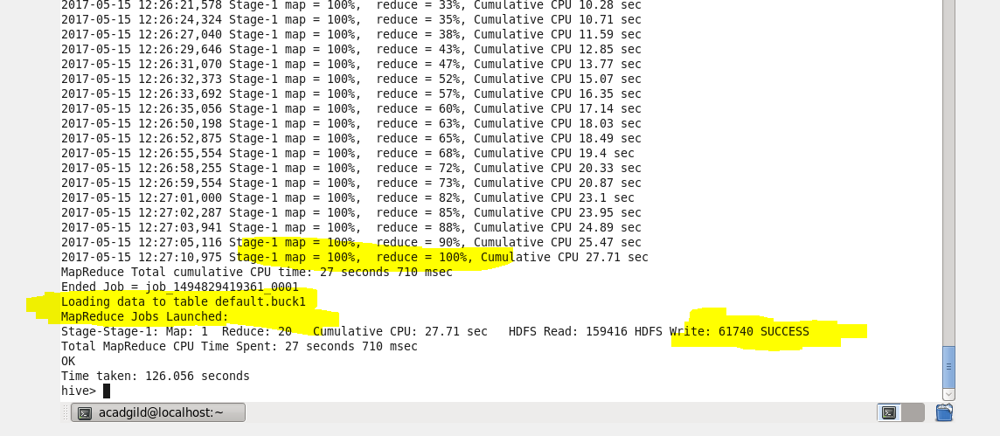 2017-05-15 12:26:21,578 Stage-1 map = 100%,  reduce = 33%, Cumulative CPU 10.28 sec
2017-05-15 12:26:24,324 Stage-1 map = 100%,  reduce = 35%, Cumulative CPU 10.71 sec
2017-05-15 12:26:27,040 Stage-1 map = 100%,  reduce = 38%, Cumulative CPU 11.59 sec
2017-05-15 12:26:29,646 Stage-1 map = 100%,  reduce = 43%, Cumulative CPU 12.85 sec
2017-05-15 12:26:31,070 Stage-1 map = 100%,  reduce = 47%, Cumulative CPU 13.77 sec
2017-05-15 12:26:32,373 Stage-1 map = 100%,  reduce = 52%, Cumulative CPU 15.07 sec
2017-05-15 12:26:33,692 Stage-1 map = 100%,  reduce = 57%, Cumulative CPU 16.35 sec
2017-05-15 12:26:35,056 Stage-1 map = 100%,  reduce = 60%, Cumulative CPU 17.14 sec
2017-05-15 12:26:50,198 Stage-1 map = 100%,  reduce = 63%, Cumulative CPU 18.03 sec
2017-05-15 12:26:52,875 Stage-1 map = 100%,  reduce = 65%, Cumulative CPU 18.49 sec
2017-05-15 12:26:55,554 Stage-1 map = 100%,  reduce = 68%, Cumulative CPU 19.4 sec
2017-05-15 12:26:58,255 Stage-1 map = 100%,  reduce = 72%, Cumulative CPU 20.33 sec
2017-05-15 12:26:59,554 Stage-1 map = 100%,  reduce = 73%, Cumulative CPU 20.87 sec
2017-05-15 12:27:01,000 Stage-1 map = 100%,  reduce = 82%, Cumulative CPU 23.1 sec
2017-05-15 12:27:02,287 Stage-1 map = 100%,  reduce = 85%, Cumulative CPU 23.95 sec
2017-05-15 12:27:03,941 Stage-1 map = 100%,  reduce = 88%, Cumulative CPU 24.89 sec
2017-05-15 12:27:05,116 Stage-1 map = 100%,  reduce = 90%, Cumulative CPU 25.47 sec
2017-05-15 12:27:10,975 Stage-1 map = 100%,  reduce = 100%, Cumulative CPU 27.71 sec
MapReduce Total cumulative CPU time: 27 seconds 710 msec
Ended Job = job_1494829419361_0001
Loading data to table default.buck1
MapReduce Jobs Launched:
Stage-Stage-1: Map: 1  Reduce: 20   Cumulative CPU: 27.71 sec   HDFS Read: 159416 HDFS Write: 61740 SUCCESS
Total MapReduce CPU Time Spent: 27 seconds 710 msec
OK
Time taken: 126.056 seconds
hive>
acadgild@localhost:~